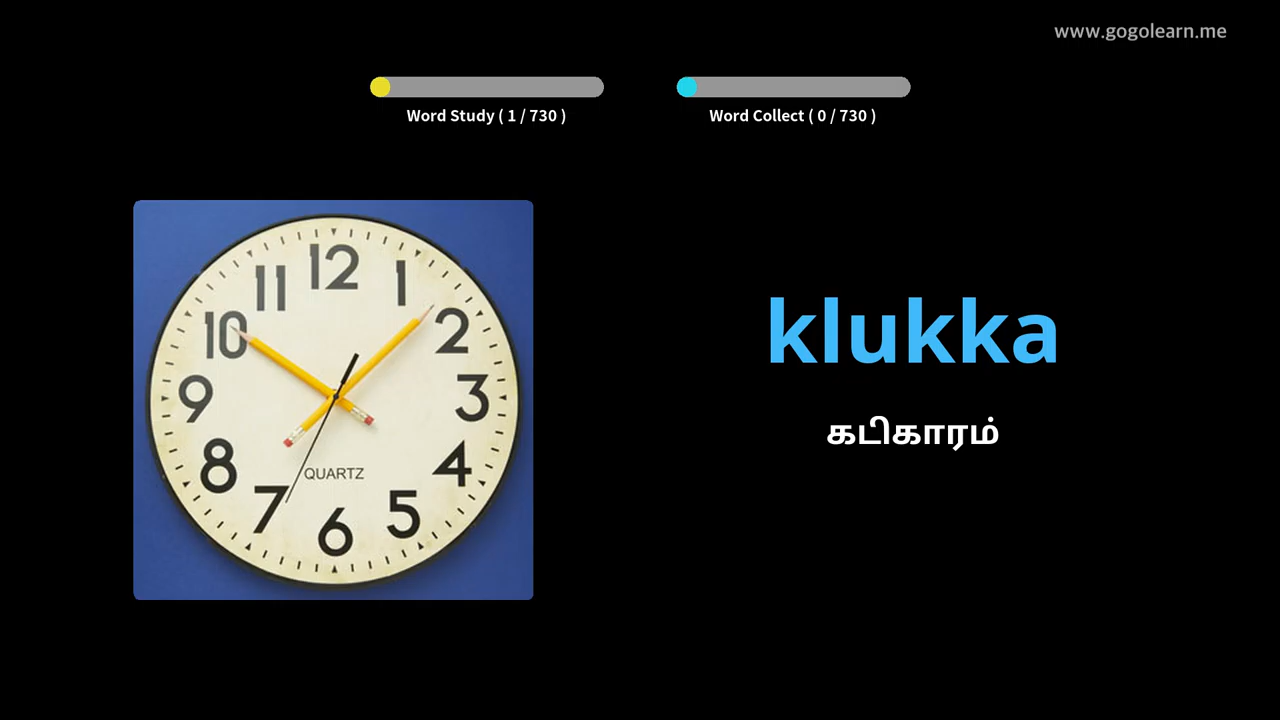 www.gogolearn.me
Word Study ( 1 / 730 )
Word Collect ( 0 / 730 )
12
11
1
10
2
9
3
8
4
QUARTZ
7
5
6
klukka
கபிகாரம்